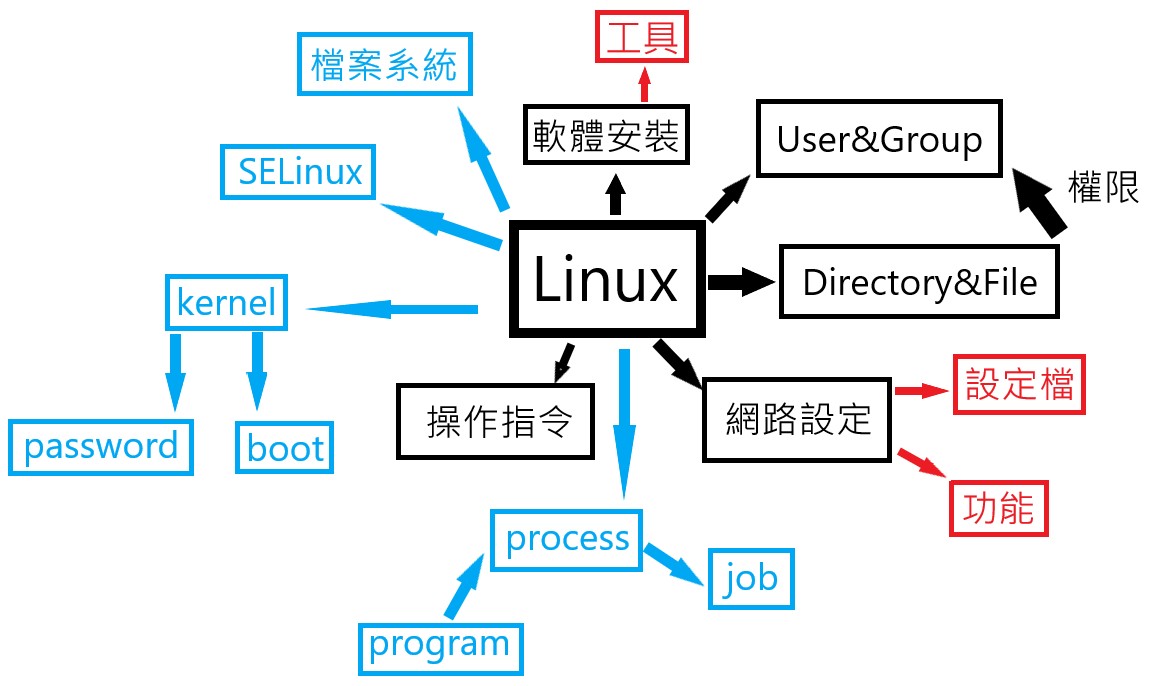 工具
檔案系統
軟體安裝
User&Group
SELinux
權限
Linux
Directory&File
kernel
設定檔
操作指令
網路設定
password
boot
功能
process
job
program